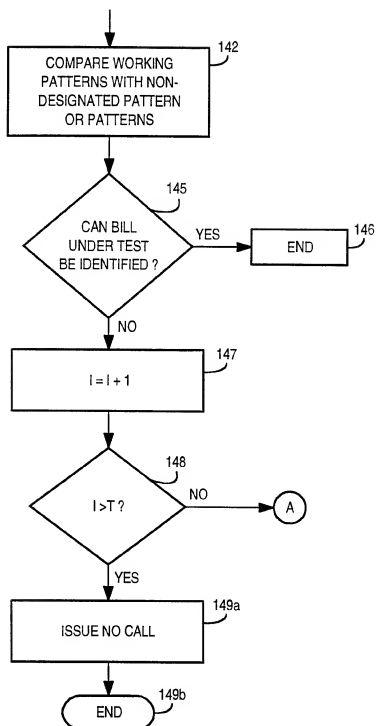 142
COMPARE WORKING
PATTERNS WITH NON-
DESIGNATED PATTERN
OR PATTERNS
145
CAN BILL
UNDER TEST
BE IDENTIFIED ?
YES
END
146
NO
147
I = I + 1
148
I >T ?
NO
A
YES
149a
ISSUE NO CALL
149b
END